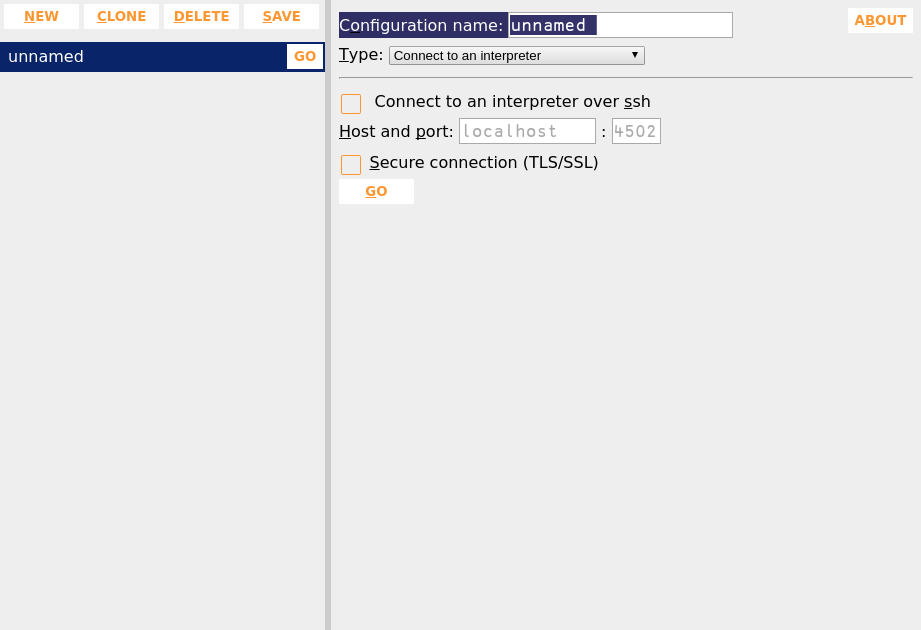 NEW CLONE DELETE SAVE
unnamed GO
Configuration name: unnamed
ABOUT
Type: Connect to an interpreter
Connect to an interpreter over ssh
Host and port: localhost : 4502
Secure connection (TLS/SSL)
GO